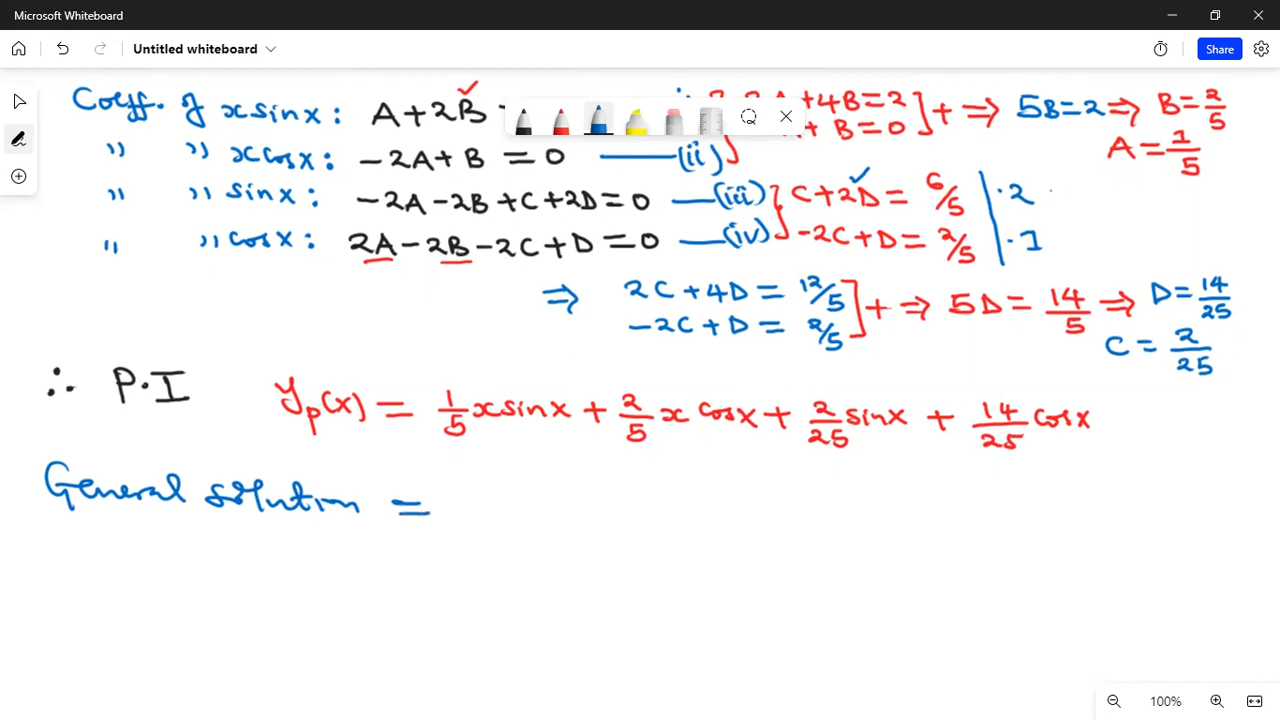 Microsoft Whiteboard
Untitled whiteboard
Share
Coeff. of x sin x: A+2B A+4B=2 ] + ⇒ 5B=2 ⇒ B=2/5
+ B=0 A=1/5
" " x cos x: -2A+B=0 —(ii)
" " sin x: -2A-2B+C+2D=0 —(iii) C+2D=6/5 | ·2
" " cos x: 2A-2B-2C+D=0 —(iv) -2C+D=2/5 | ·1
⇒ 2C+4D=12/5 ] + ⇒ 5D=14/5 ⇒ D=14/25
-2C+D=2/5 C=2/25
∴ P.I y_p(x) = 1/5 x sin x + 2/5 x cos x + 2/25 sin x + 14/25 cos x
General solution =
100%